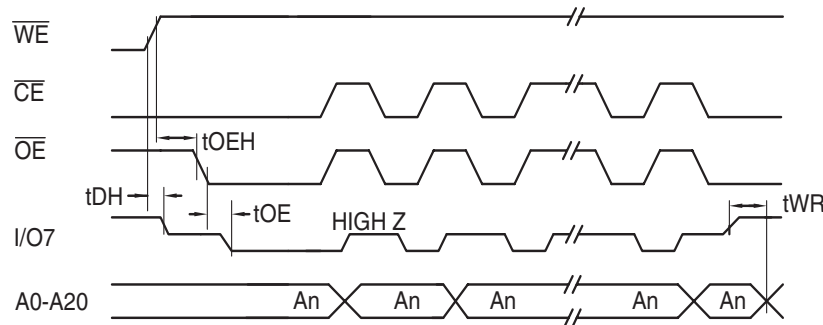 WE
CE
OE
tOEH
tDH
tOE
HIGH Z
tWR
I/O7
A0-A20
An An An An An